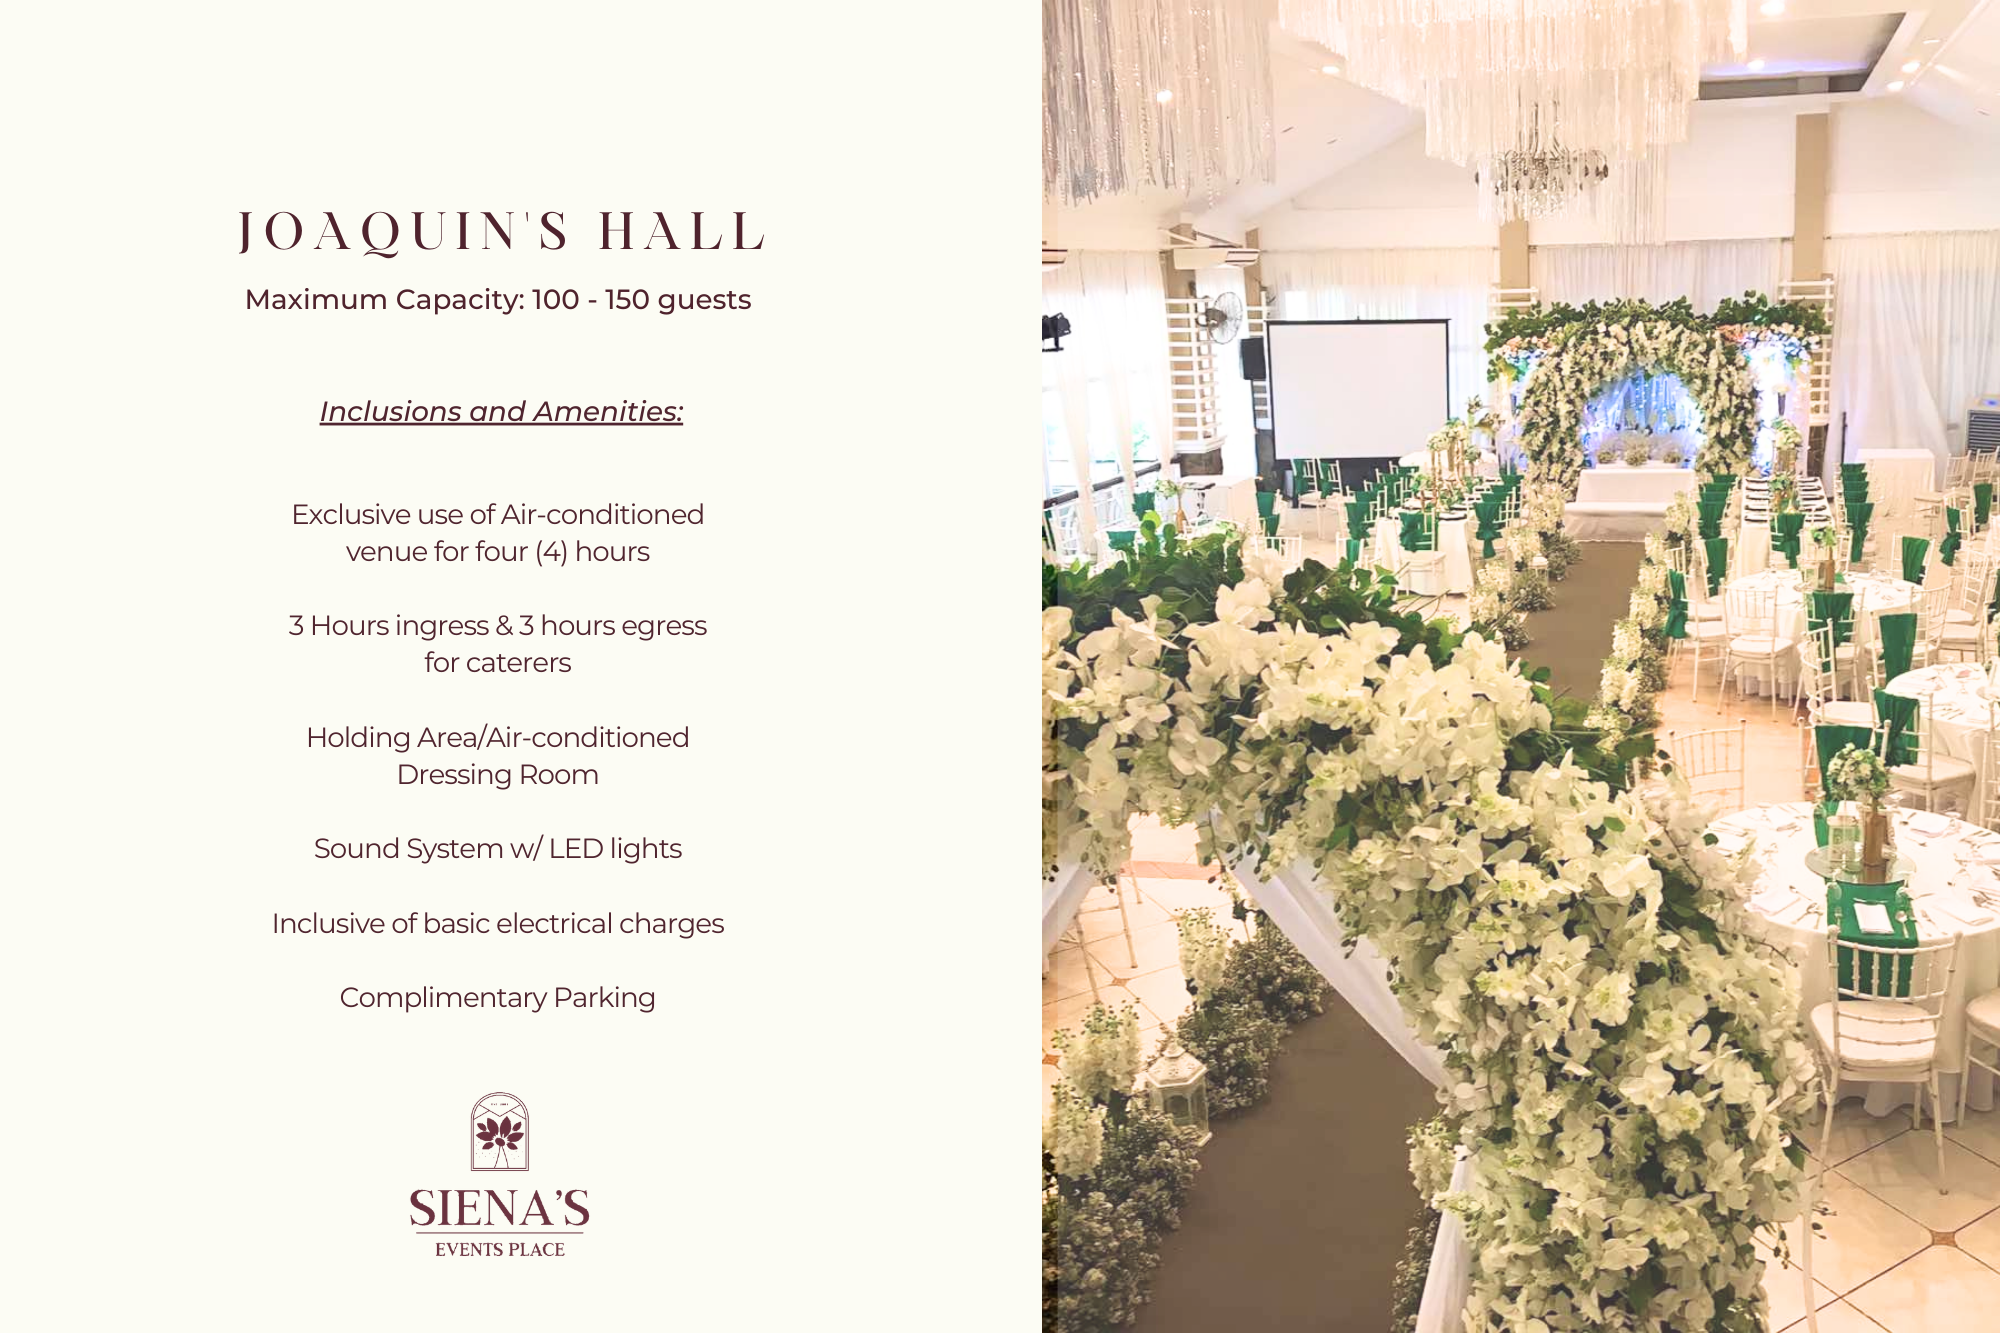 JOAQUIN'S HALL
Maximum Capacity: 100 - 150 guests
Inclusions and Amenities:
Exclusive use of Air-conditioned
venue for four (4) hours
3 Hours ingress & 3 hours egress
for caterers
Holding Area/Air-conditioned
Dressing Room
Sound System w/ LED lights
Inclusive of basic electrical charges
Complimentary Parking
SIENA'S
EVENTS PLACE